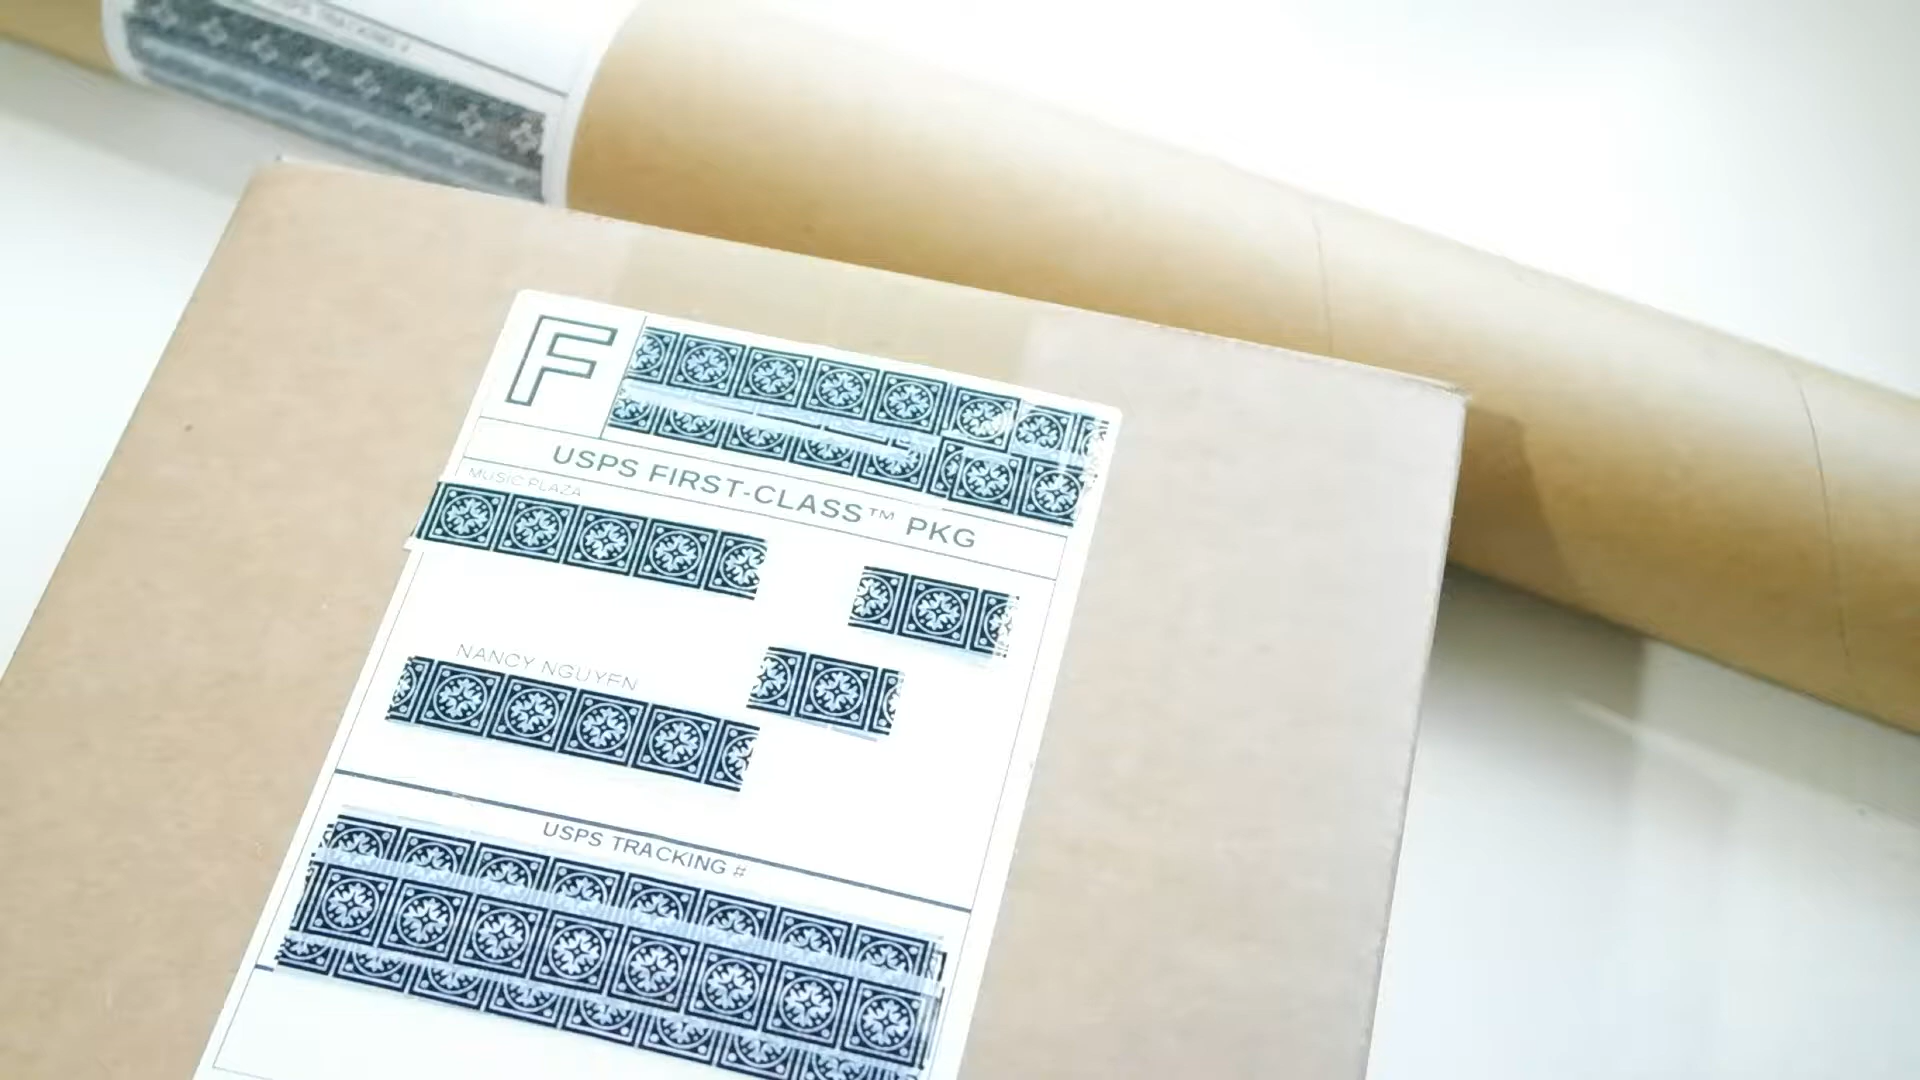 USPS TRACKING #
F
USPS FIRST-CLASS™ PKG
MUSIC PLAZA
NANCY NGUYEN
USPS TRACKING #